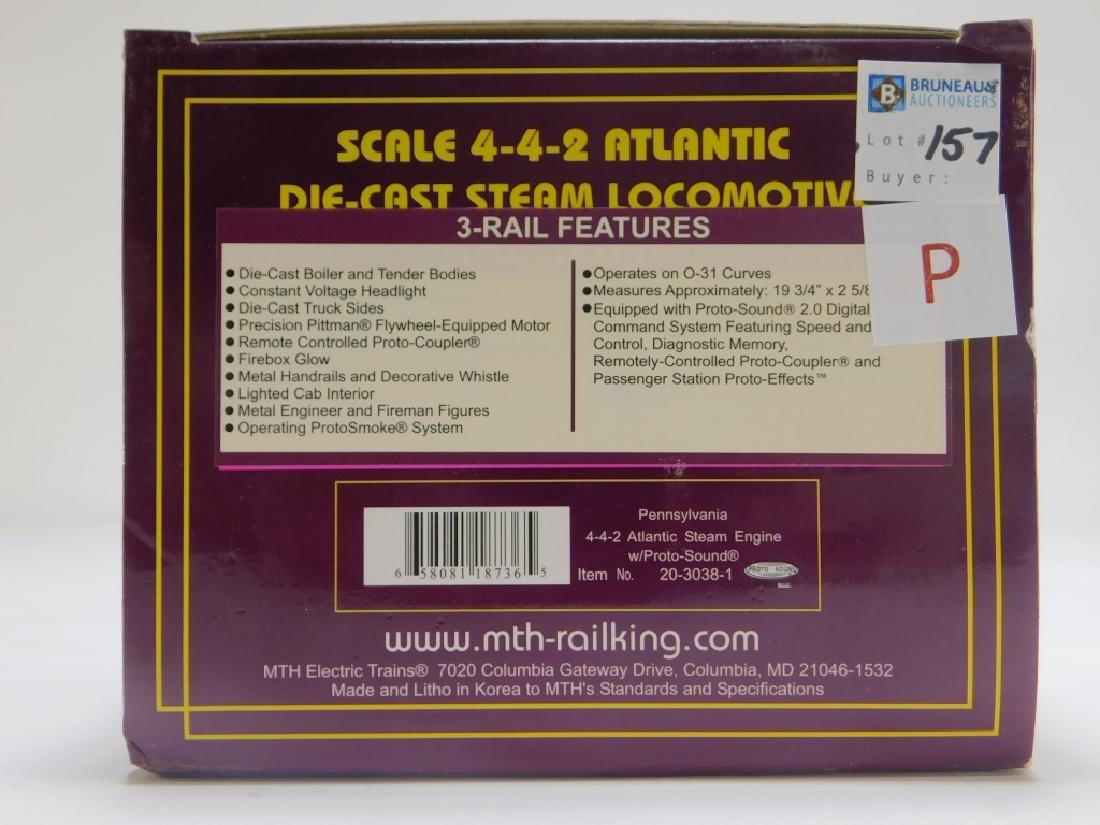 BRUNEAU&
AUCTIONEERS
B
Lot # 157
Buyer:
P
SCALE 4-4-2 ATLANTIC
DIE-CAST STEAM LOCOMOTIV
3-RAIL FEATURES
● Die-Cast Boiler and Tender Bodies
● Constant Voltage Headlight
● Die-Cast Truck Sides
● Precision Pittman® Flywheel-Equipped Motor
● Remote Controlled Proto-Coupler®
● Firebox Glow
● Metal Handrails and Decorative Whistle
● Lighted Cab Interior
● Metal Engineer and Fireman Figures
● Operating ProtoSmoke® System
● Operates on O-31 Curves
● Measures Approximately: 19 3/4" x 2 5/8
● Equipped with Proto-Sound® 2.0 Digital
Command System Featuring Speed and
Control, Diagnostic Memory,
Remotely-Controlled Proto-Coupler® and
Passenger Station Proto-Effects™
6 58081 18736 5
Pennsylvania
4-4-2 Atlantic Steam Engine
w/Proto-Sound®
Item No. 20-3038-1
PROTO-SOUND
www.mth-railking.com
MTH Electric Trains® 7020 Columbia Gateway Drive, Columbia, MD 21046-1532
Made and Litho in Korea to MTH's Standards and Specifications